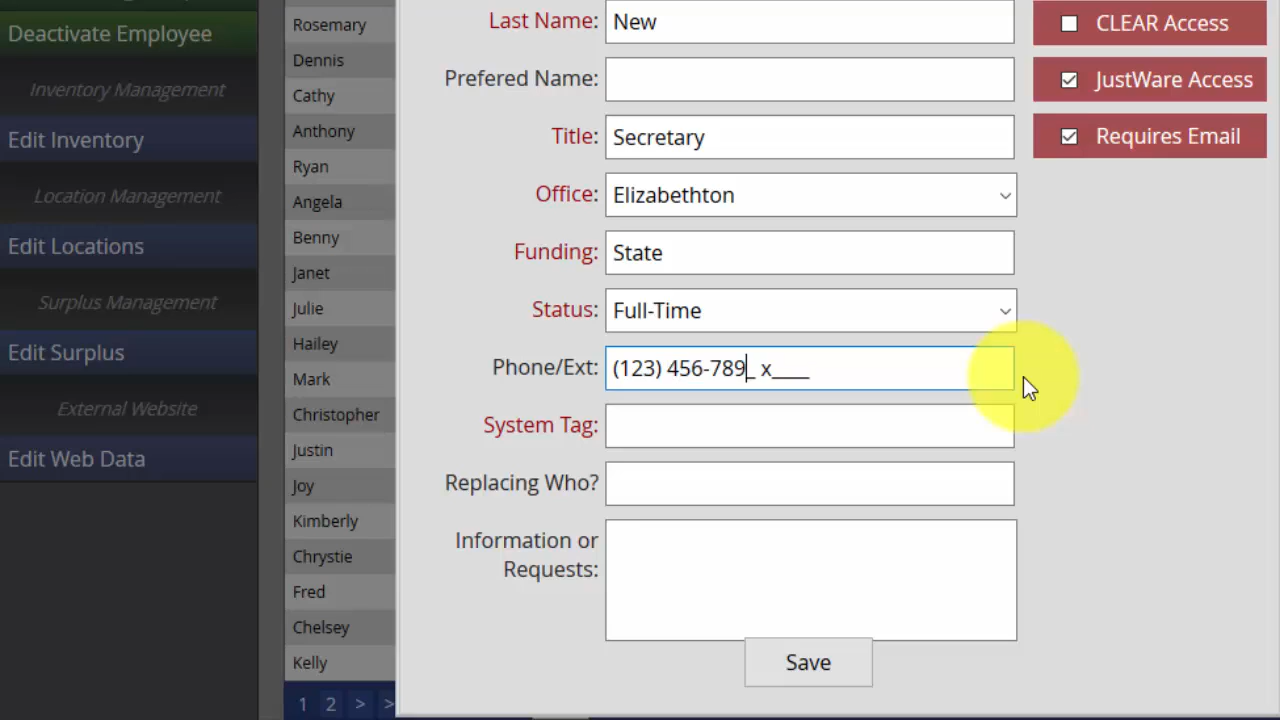 Deactivate Employee
Inventory Management
Edit Inventory
Location Management
Edit Locations
Surplus Management
Edit Surplus
External Website
Edit Web Data
Rosemary
Dennis
Cathy
Anthony
Ryan
Angela
Benny
Janet
Julie
Hailey
Mark
Christopher
Justin
Joy
Kimberly
Chrystie
Fred
Chelsey
Kelly
1 2 > >
Last Name: New
Prefered Name:
Title: Secretary
Office: Elizabethton
Funding: State
Status: Full-Time
Phone/Ext: (123) 456-789_ x____
System Tag:
Replacing Who?
Information or
Requests:
Save
CLEAR Access
JustWare Access
Requires Email